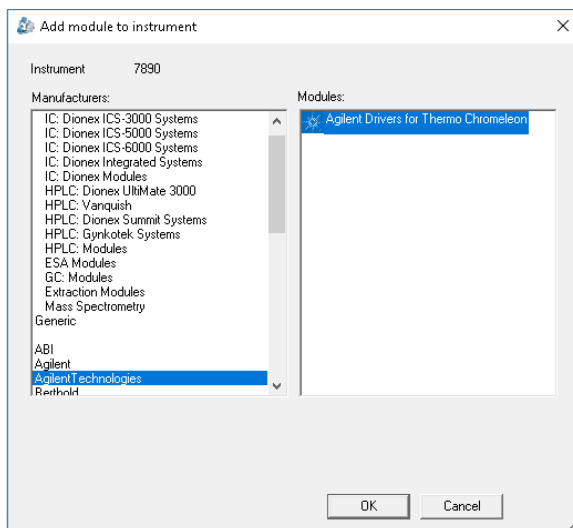 Add module to instrument
Instrument 7890
Manufacturers:
IC: Dionex ICS-3000 Systems
IC: Dionex ICS-5000 Systems
IC: Dionex ICS-6000 Systems
IC: Dionex Integrated Systems
IC: Dionex Modules
HPLC: Dionex UltiMate 3000
HPLC: Vanquish
HPLC: Dionex Summit Systems
HPLC: Gynkotek Systems
HPLC: Modules
ESA Modules
GC: Modules
Extraction Modules
Mass Spectrometry
Generic
ABI
Agilent
AgilentTechnologies
Berthold
Modules:
Agilent Drivers for Thermo Chromeleon
OK Cancel